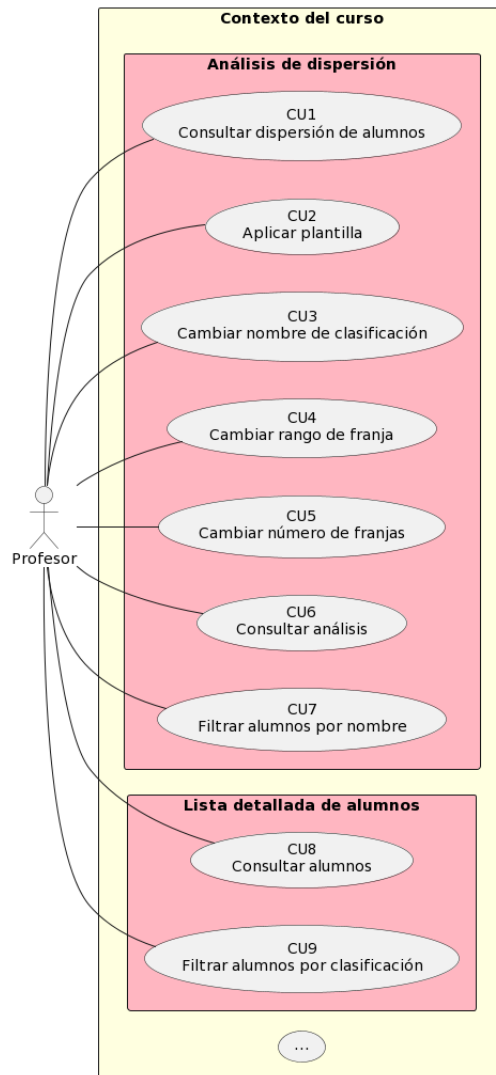 Contexto del curso
Análisis de dispersión
CU1
Consultar dispersión de alumnos
CU2
Aplicar plantilla
CU3
Cambiar nombre de clasificación
CU4
Cambiar rango de franja
CU5
Cambiar número de franjas
Profesor
CU6
Consultar análisis
CU7
Filtrar alumnos por nombre
Lista detallada de alumnos
CU8
Consultar alumnos
CU9
Filtrar alumnos por clasificación
...